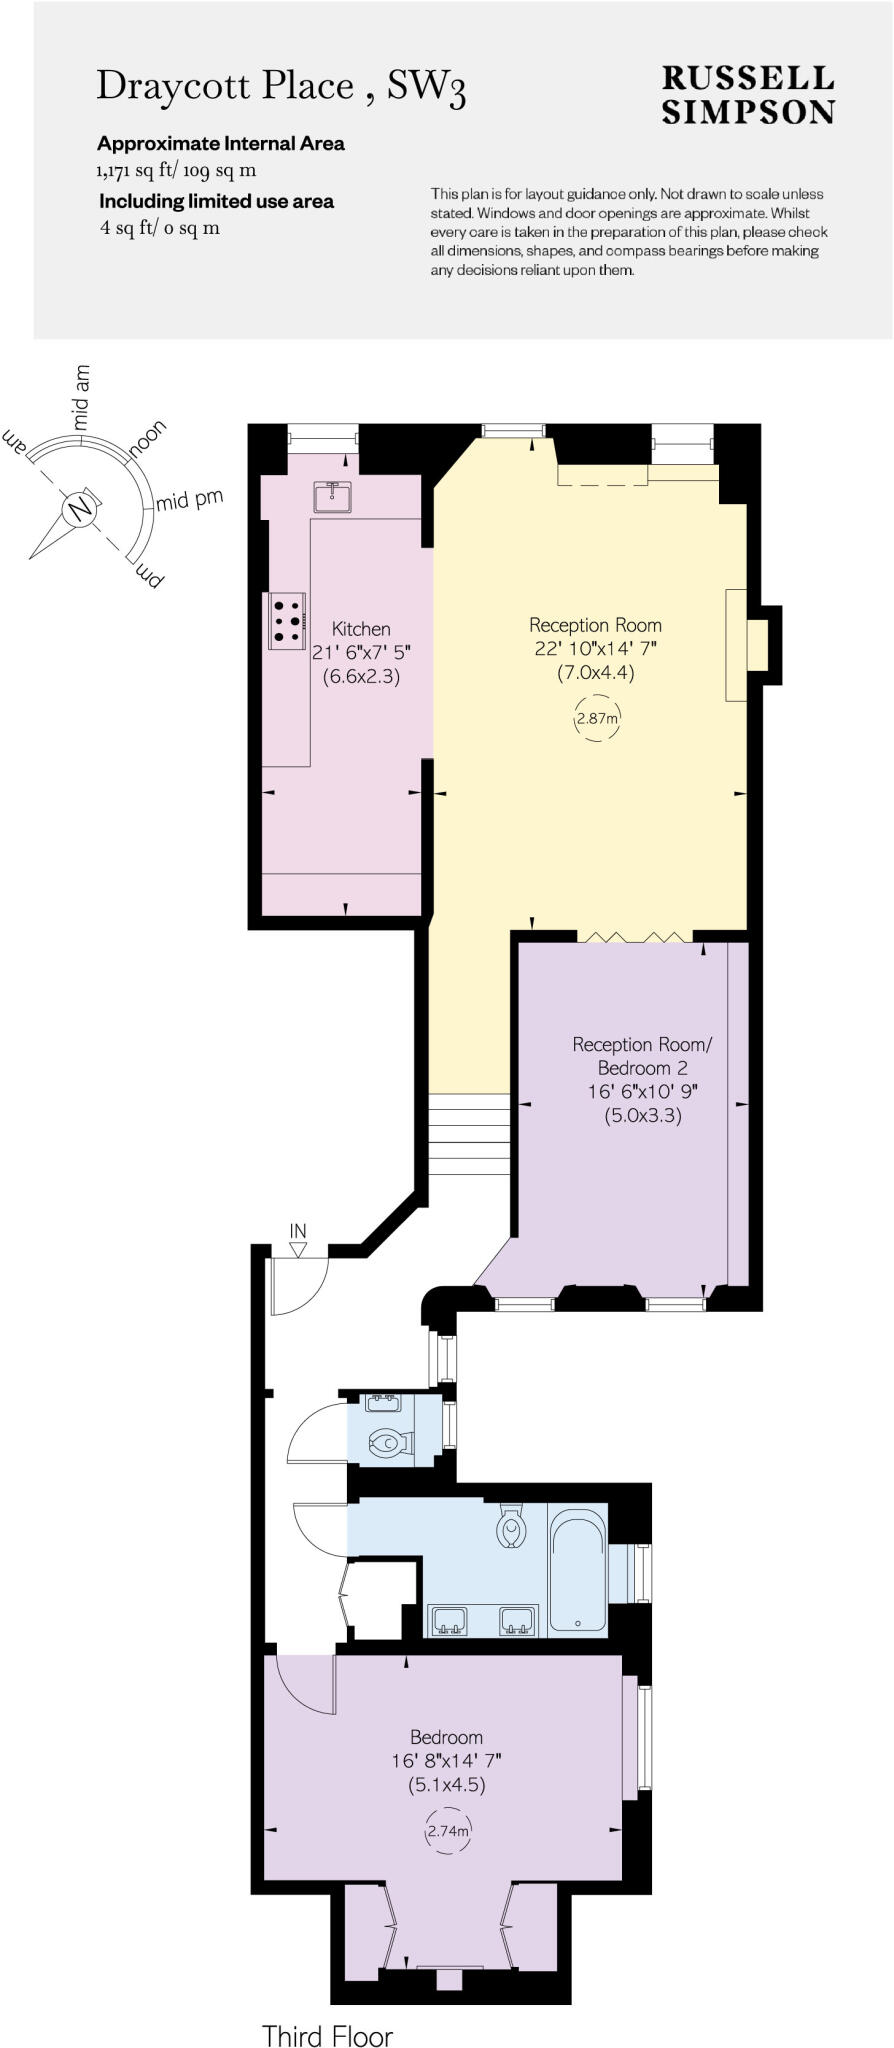 Draycott Place , SW3
RUSSELL
SIMPSON
Approximate Internal Area
1,171 sq ft/ 109 sq m
Including limited use area
4 sq ft/ 0 sq m
This plan is for layout guidance only. Not drawn to scale unless
stated. Windows and door openings are approximate. Whilst
every care is taken in the preparation of this plan, please check
all dimensions, shapes, and compass bearings before making
any decisions reliant upon them.
am
mid am
noon
mid pm
pm
N
Kitchen
21' 6"x7' 5"
(6.6x2.3)
Reception Room
22' 10"x14' 7"
(7.0x4.4)
2.87m
Reception Room/
Bedroom 2
16' 6"x10' 9"
(5.0x3.3)
IN
Bedroom
16' 8"x14' 7"
(5.1x4.5)
2.74m
Third Floor